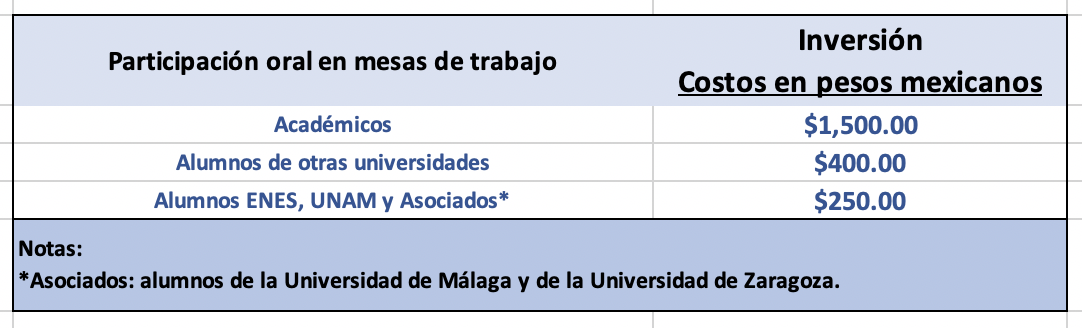 Participación oral en mesas de trabajo
Inversión
Costos en pesos mexicanos
Académicos
$1,500.00
Alumnos de otras universidades
$400.00
Alumnos ENES, UNAM y Asociados*
$250.00
Notas:
*Asociados: alumnos de la Universidad de Málaga y de la Universidad de Zaragoza.